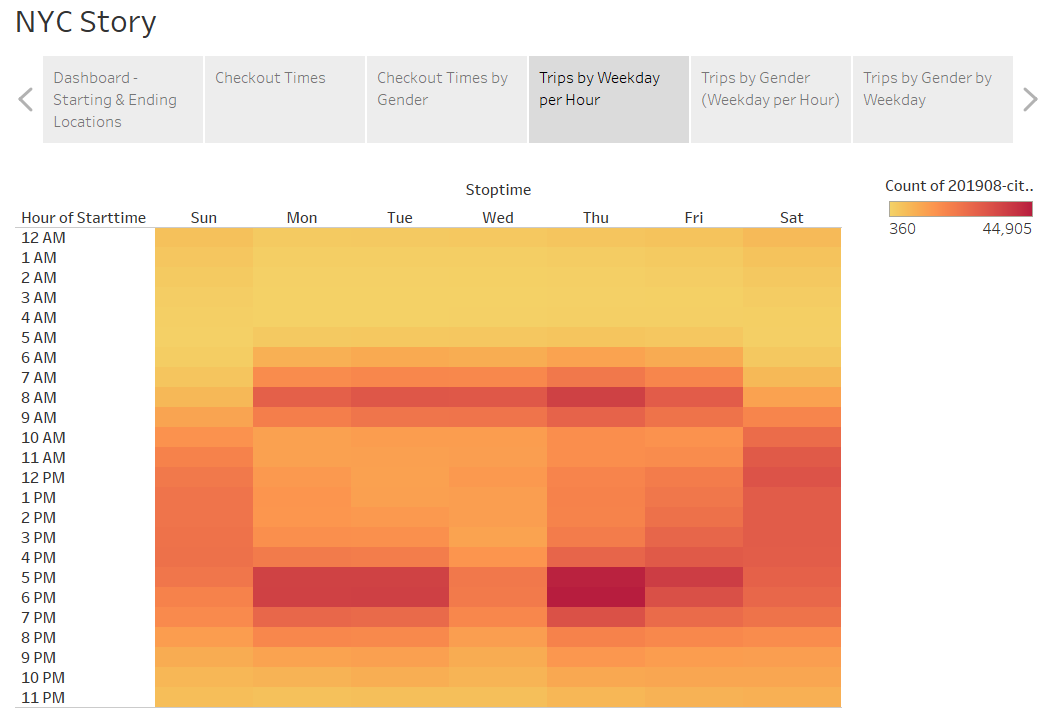 NYC Story
Dashboard -
Starting & Ending
Locations
Checkout Times
Checkout Times by
Gender
Trips by Weekday
per Hour
Trips by Gender
(Weekday per Hour)
Trips by Gender by
Weekday
Stoptime
Hour of Starttime Sun Mon Tue Wed Thu Fri Sat
12 AM
1 AM
2 AM
3 AM
4 AM
5 AM
6 AM
7 AM
8 AM
9 AM
10 AM
11 AM
12 PM
1 PM
2 PM
3 PM
4 PM
5 PM
6 PM
7 PM
8 PM
9 PM
10 PM
11 PM
Count of 201908-cit..
360 44,905